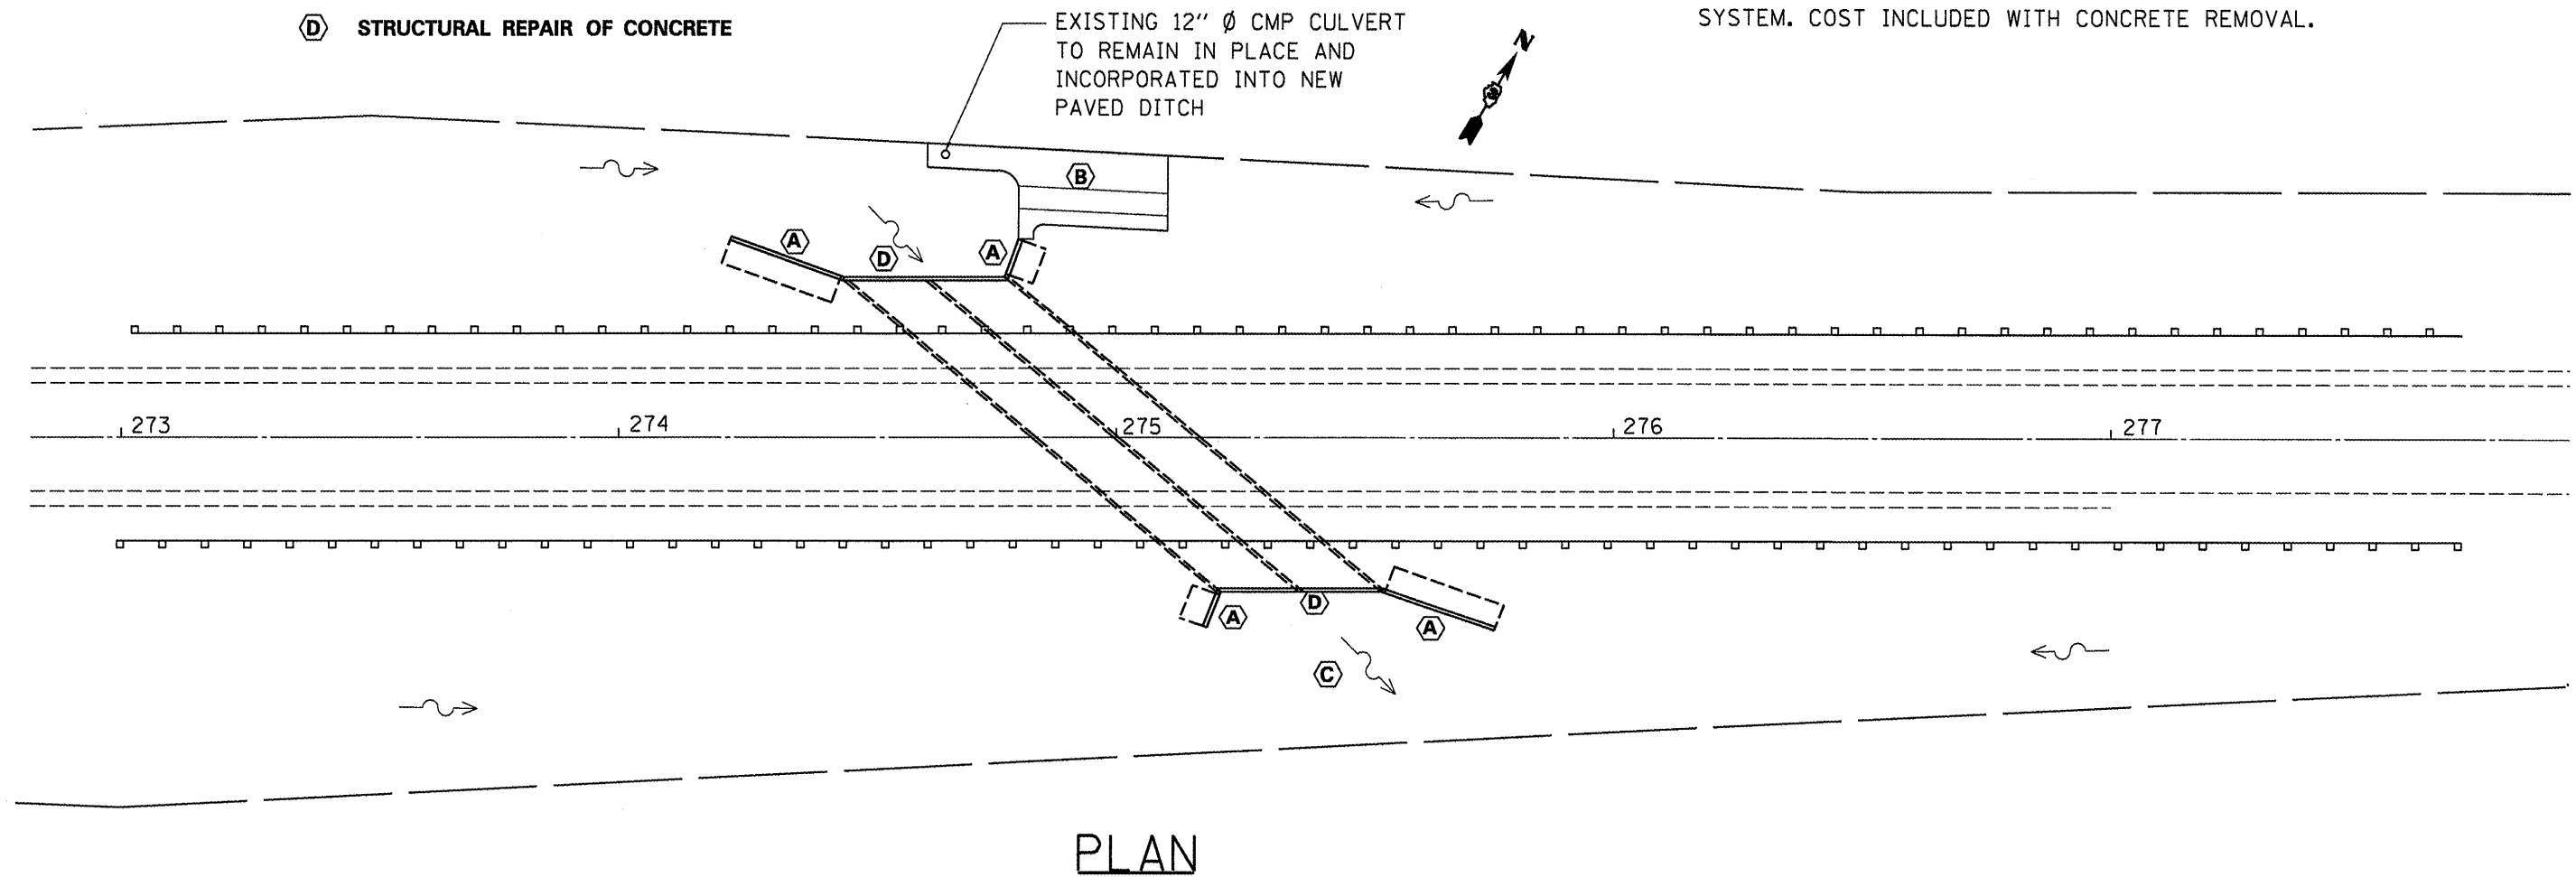 D STRUCTURAL REPAIR OF CONCRETE
EXISTING 12" Ø CMP CULVERT
TO REMAIN IN PLACE AND
INCORPORATED INTO NEW
PAVED DITCH
SYSTEM. COST INCLUDED WITH CONCRETE REMOVAL.
N
B
A
D
A
273
274
275
276
277
A
D
A
C
PLAN